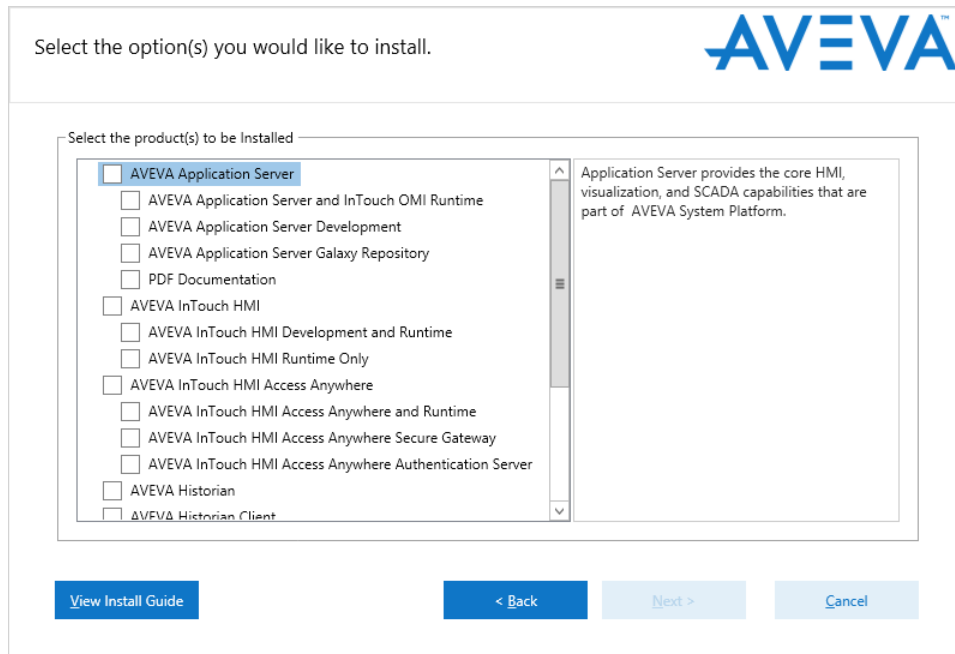 Select the option(s) you would like to install.
AVEVA™
Select the product(s) to be Installed
AVEVA Application Server
AVEVA Application Server and InTouch OMI Runtime
AVEVA Application Server Development
AVEVA Application Server Galaxy Repository
PDF Documentation
AVEVA InTouch HMI
AVEVA InTouch HMI Development and Runtime
AVEVA InTouch HMI Runtime Only
AVEVA InTouch HMI Access Anywhere
AVEVA InTouch HMI Access Anywhere and Runtime
AVEVA InTouch HMI Access Anywhere Secure Gateway
AVEVA InTouch HMI Access Anywhere Authentication Server
AVEVA Historian
AVEVA Historian Client
Application Server provides the core HMI,
visualization, and SCADA capabilities that are
part of AVEVA System Platform.
View Install Guide
< Back
Next >
Cancel